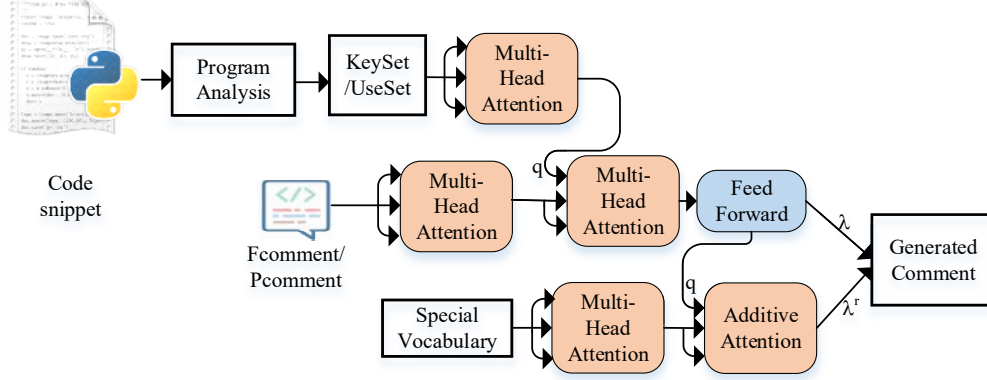 Program
Analysis
KeySet
/UseSet
Multi-
Head
Attention
Code
snippet
</>
Fcomment/
Pcomment
Multi-
Head
Attention
q
Multi-
Head
Attention
Feed
Forward
λ
Generated
Comment
Special
Vocabulary
Multi-
Head
Attention
q
Additive
Attention
λʳ